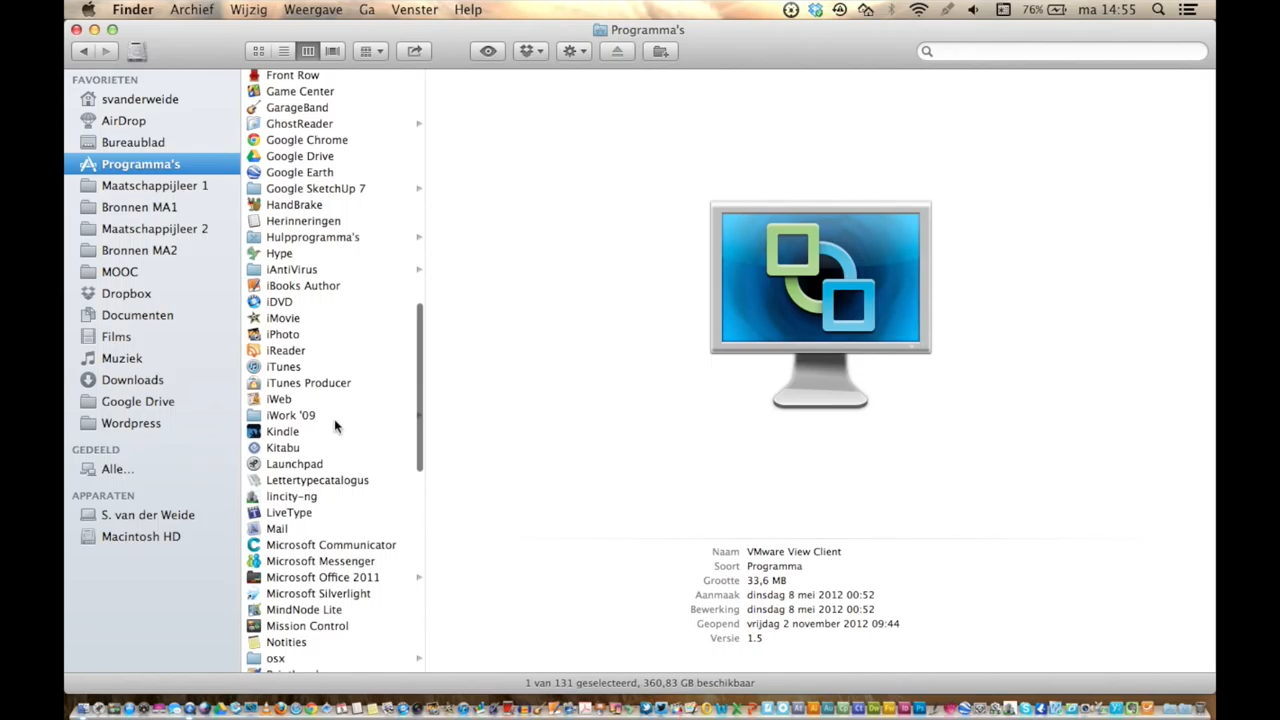 Finder Archief Wijzig Weergave Ga Venster Help 76% ma 14:55
Programma's
FAVORIETEN
svanderweide
AirDrop
Bureaublad
Programma's
Maatschappijleer 1
Bronnen MA1
Maatschappijleer 2
Bronnen MA2
MOOC
Dropbox
Documenten
Films
Muziek
Downloads
Google Drive
Wordpress
GEDEELD
Alle...
APPARATEN
S. van der Weide
Macintosh HD
Front Row
Game Center
GarageBand
GhostReader
Google Chrome
Google Drive
Google Earth
Google SketchUp 7
HandBrake
Herinneringen
Hulpprogramma's
Hype
iAntiVirus
iBooks Author
iDVD
iMovie
iPhoto
iReader
iTunes
iTunes Producer
iWeb
iWork '09
Kindle
Kitabu
Launchpad
Lettertypecatalogus
lincity-ng
LiveType
Mail
Microsoft Communicator
Microsoft Messenger
Microsoft Office 2011
Microsoft Silverlight
MindNode Lite
Mission Control
Notities
osx
Naam VMware View Client
Soort Programma
Grootte 33,6 MB
Aanmaak dinsdag 8 mei 2012 00:52
Bewerking dinsdag 8 mei 2012 00:52
Geopend vrijdag 2 november 2012 09:44
Versie 1.5
1 van 131 geselecteerd, 360,83 GB beschikbaar